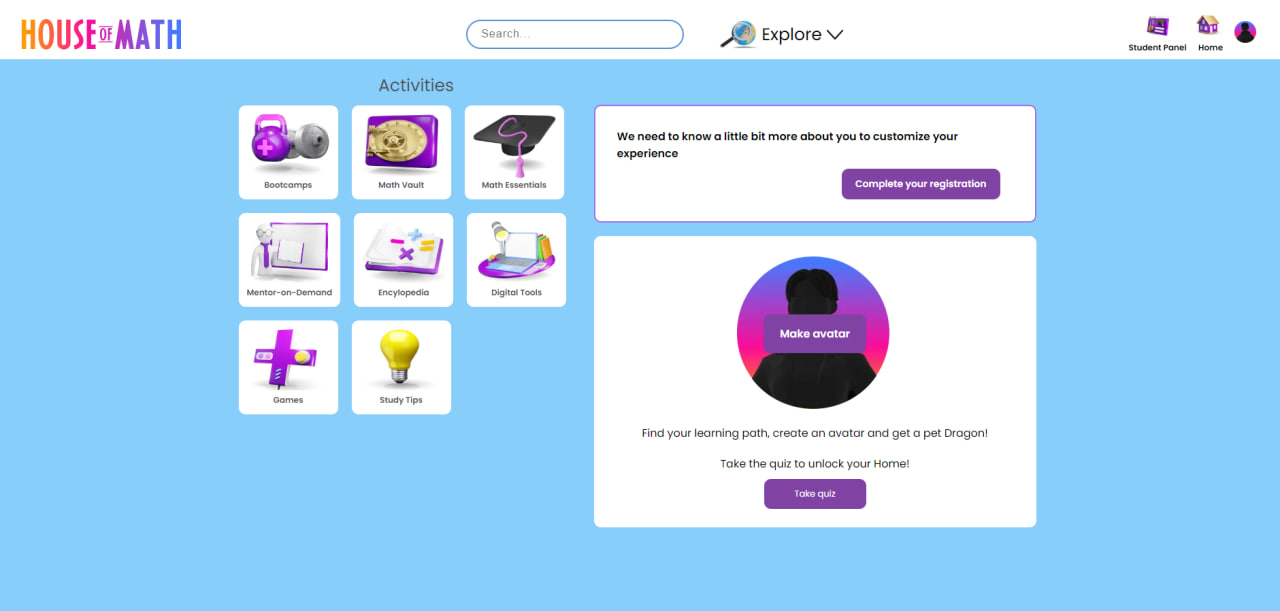 HOUSE OF MATH
Search...
Explore
Student Panel
Home
Activities
Bootcamps
Math Vault
Math Essentials
Mentor-on-Demand
Encylopedia
Digital Tools
Games
Study Tips
We need to know a little bit more about you to customize your
experience
Complete your registration
Make avatar
Find your learning path, create an avatar and get a pet Dragon!
Take the quiz to unlock your Home!
Take quiz